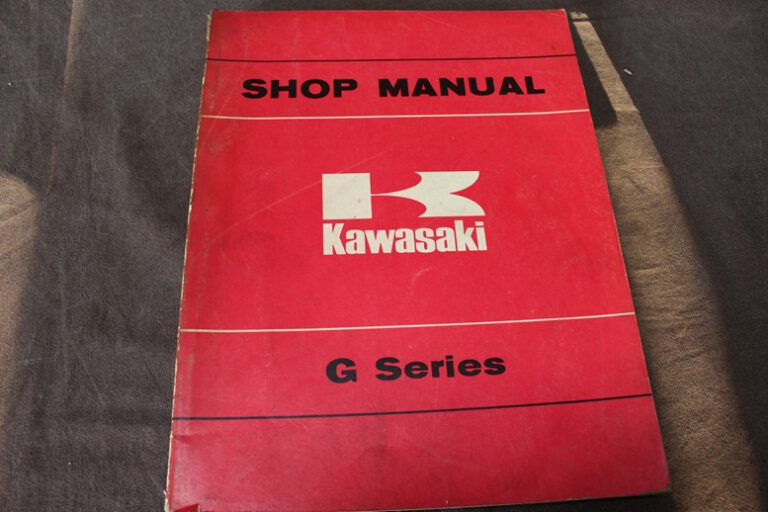 SHOP MANUAL
Kawasaki
G Series